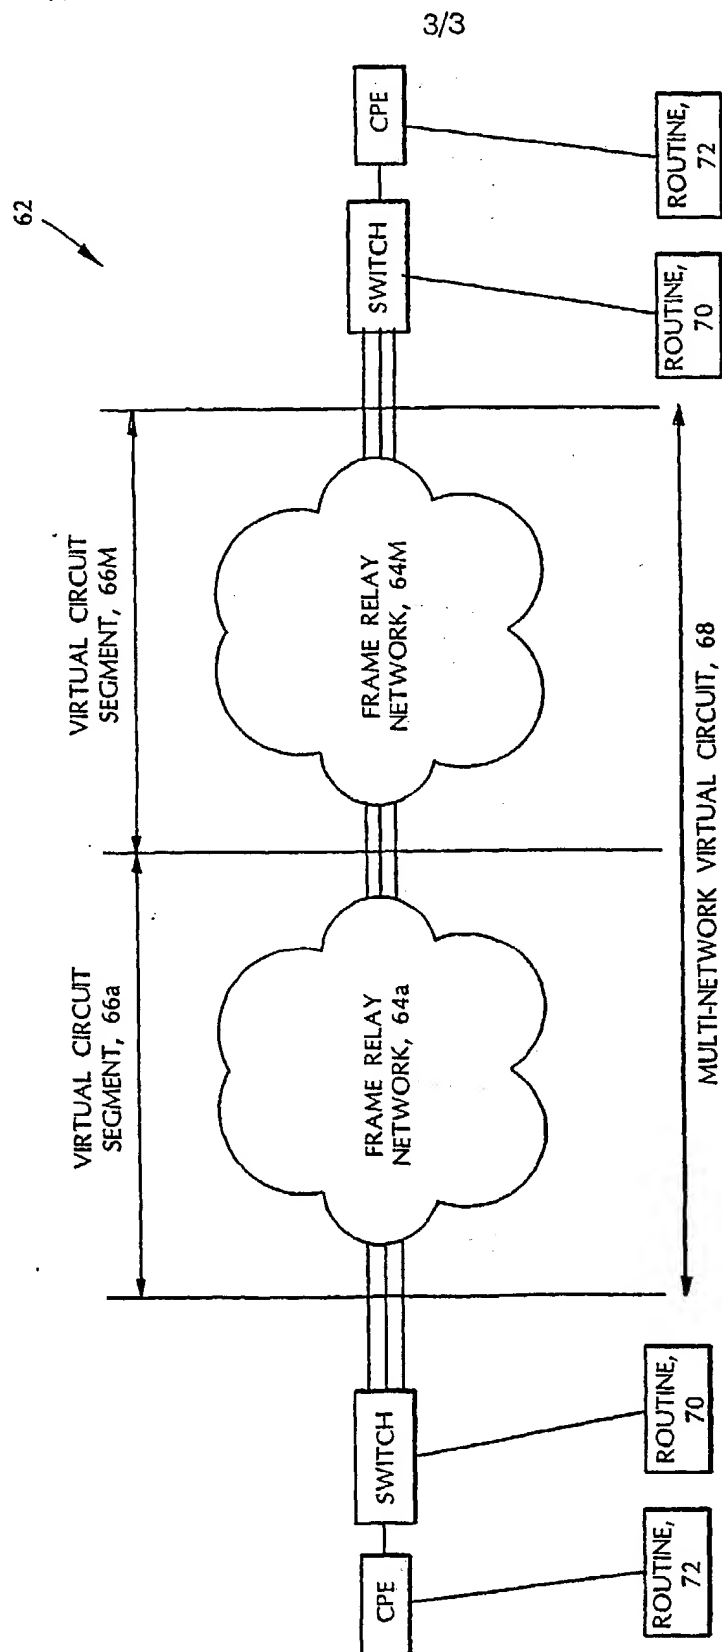 3/3
62
VIRTUAL CIRCUIT
SEGMENT, 66a
VIRTUAL CIRCUIT
SEGMENT, 66M
CPE
SWITCH
FRAME RELAY
NETWORK, 64a
FRAME RELAY
NETWORK, 64M
SWITCH
CPE
ROUTINE,
72
ROUTINE,
70
MULTI-NETWORK VIRTUAL CIRCUIT, 68
ROUTINE,
70
ROUTINE,
72